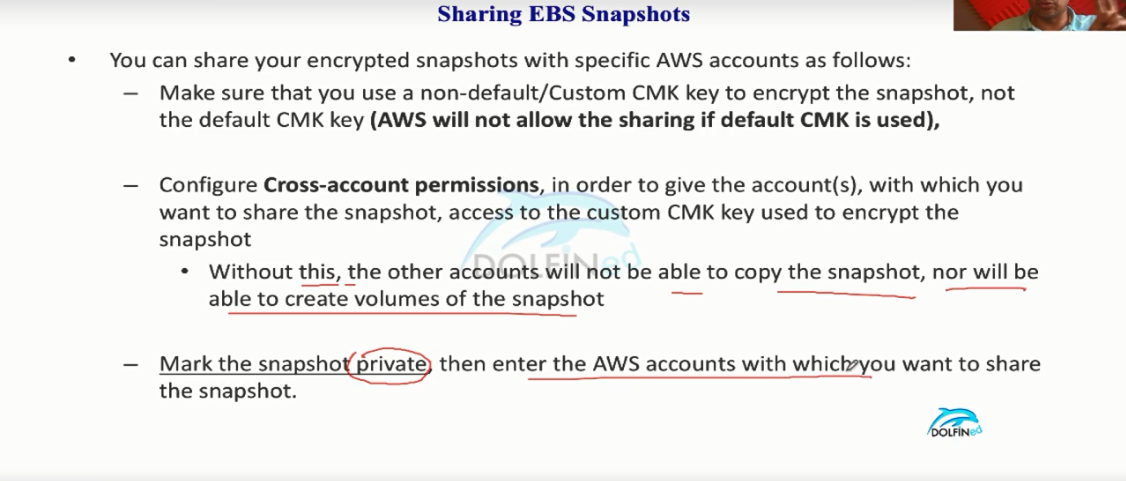 Sharing EBS Snapshots
• You can share your encrypted snapshots with specific AWS accounts as follows:
– Make sure that you use a non-default/Custom CMK key to encrypt the snapshot, not
the default CMK key (AWS will not allow the sharing if default CMK is used),
– Configure Cross-account permissions, in order to give the account(s), with which you
want to share the snapshot, access to the custom CMK key used to encrypt the
snapshot
• Without this, the other accounts will not be able to copy the snapshot, nor will be
able to create volumes of the snapshot
– Mark the snapshot private, then enter the AWS accounts with which you want to share
the snapshot.
DOLFINed
DOLFINed